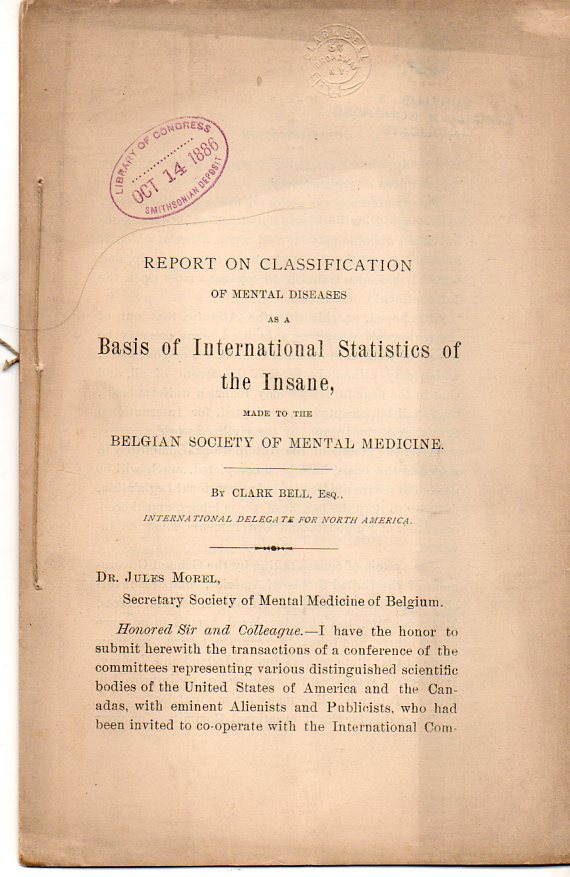 CLARK BELL
57
BROADWAY
N.Y.
LIBRARY OF CONGRESS
OCT 14 1886
SMITHSONIAN DEPOSIT
REPORT ON CLASSIFICATION
OF MENTAL DISEASES
AS A
Basis of International Statistics of
the Insane,
MADE TO THE
BELGIAN SOCIETY OF MENTAL MEDICINE.
BY CLARK BELL, ESQ.,
INTERNATIONAL DELEGATE FOR NORTH AMERICA.
DR. JULES MOREL,
Secretary Society of Mental Medicine of Belgium.
Honored Sir and Colleague.—I have the honor to
submit herewith the transactions of a conference of the
committees representing various distinguished scientific
bodies of the United States of America and the Can-
adas, with eminent Alienists and Publicists, who had
been invited to co-operate with the International Com-